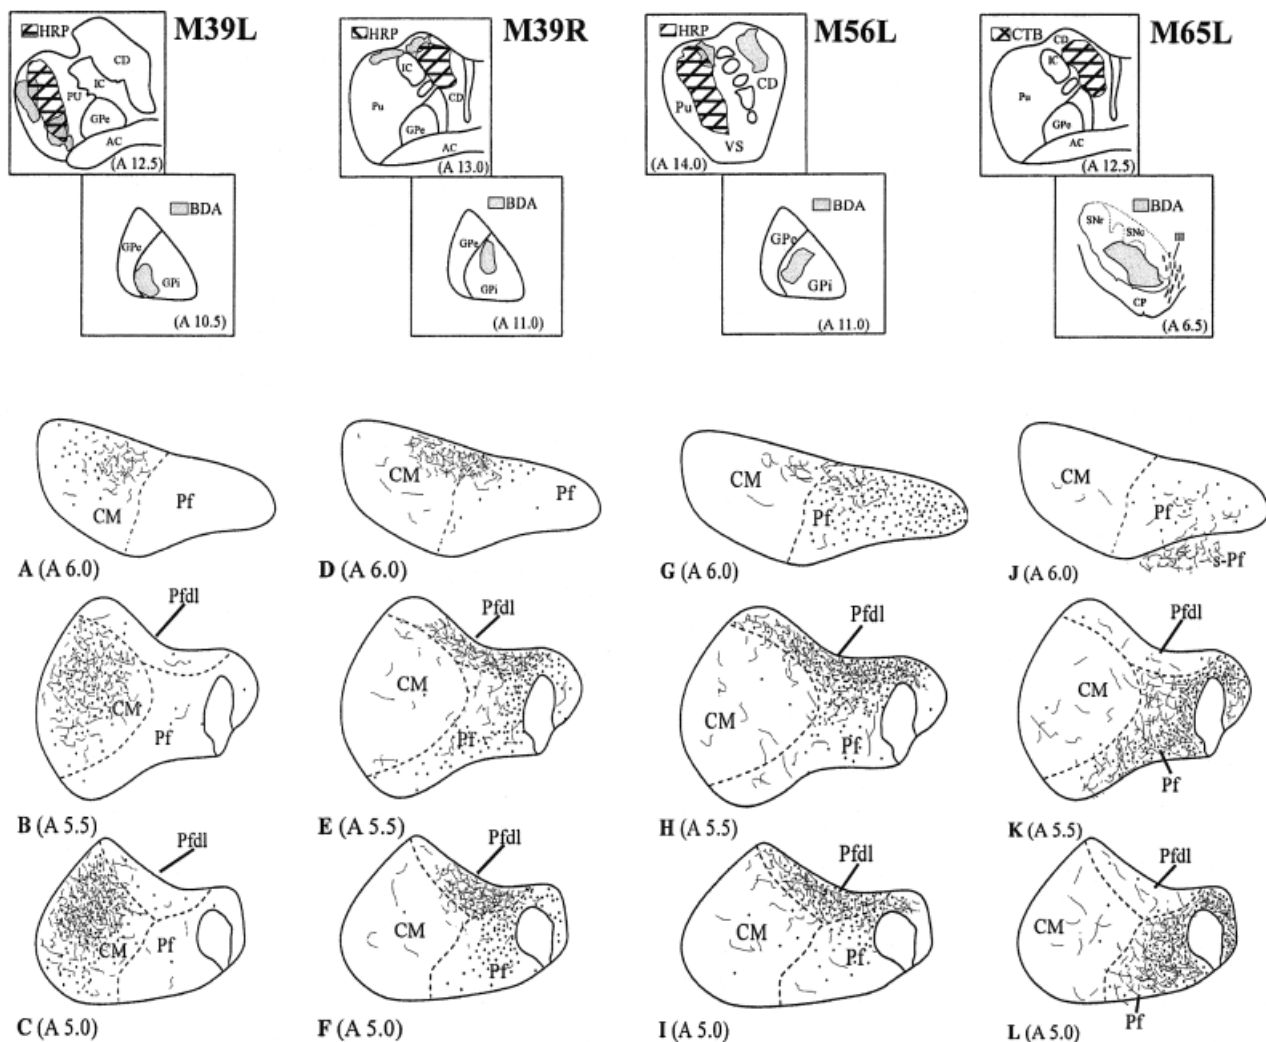 HRP M39L
CD
IC
PU
GPe
AC
(A 12.5)
BDA
GPe
GPi
(A 10.5)
HRP M39R
IC
Pu
CD
GPe
AC
(A 13.0)
BDA
GPe
GPi
(A 11.0)
HRP M56L
CD
Pu
VS
(A 14.0)
BDA
GPe
GPi
(A 11.0)
CTB M65L
CD
IC
Pu
GPe
AC
(A 12.5)
BDA
SNr
SNc
III
CP
(A 6.5)
CM
Pf
A (A 6.0)
CM
Pf
D (A 6.0)
CM
Pf
G (A 6.0)
CM
Pf
s-Pf
J (A 6.0)
Pfdl
CM
Pf
B (A 5.5)
Pfdl
CM
Pf
E (A 5.5)
Pfdl
CM
Pf
H (A 5.5)
Pfdl
CM
Pf
K (A 5.5)
Pfdl
CM
Pf
C (A 5.0)
Pfdl
CM
Pf
F (A 5.0)
Pfdl
CM
Pf
I (A 5.0)
Pfdl
CM
Pf
L (A 5.0)